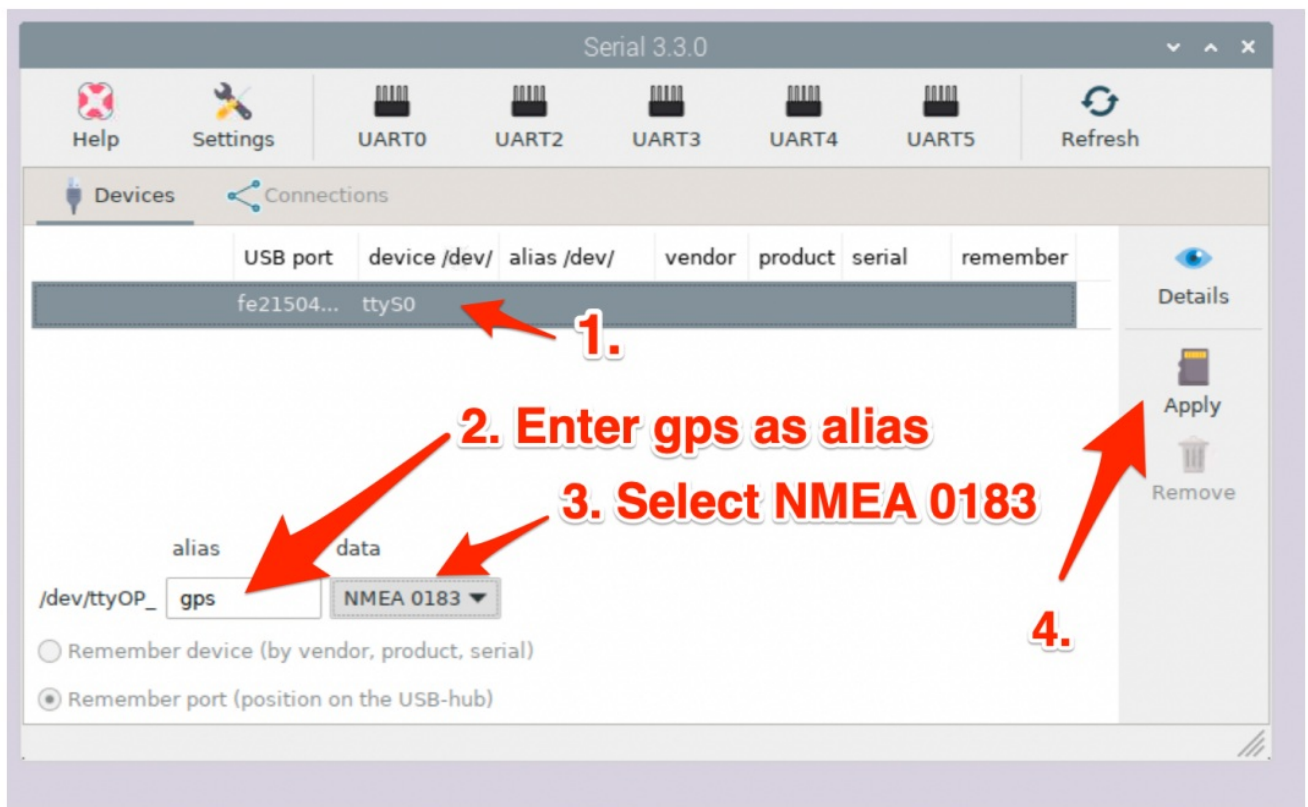 Serial 3.3.0
Help Settings UART0 UART2 UART3 UART4 UART5 Refresh
Devices Connections
USB port device /dev/ alias /dev/ vendor product serial remember
Details
fe21504... ttyS0
1.
Apply
2. Enter gps as alias
Remove
3. Select NMEA 0183
alias data
/dev/ttyOP_ gps NMEA 0183
4.
Remember device (by vendor, product, serial)
Remember port (position on the USB-hub)